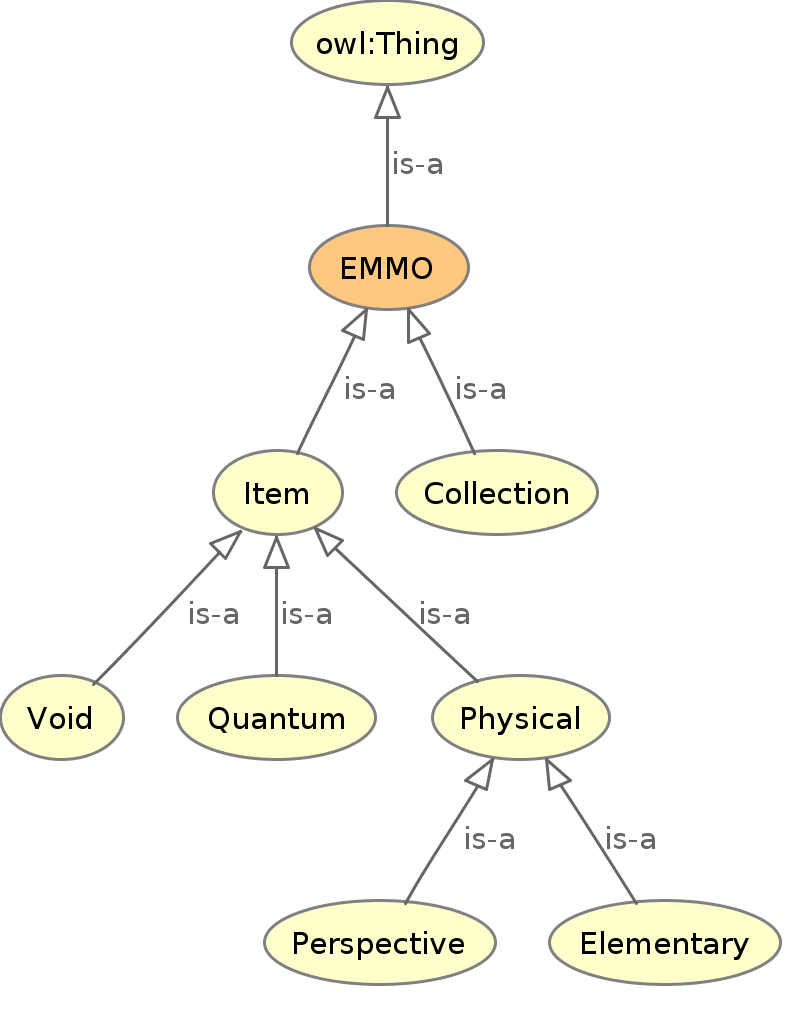 owl:Thing
is-a
EMMO
is-a
is-a
Item
Collection
is-a
is-a
is-a
Void
Quantum
Physical
is-a
is-a
Perspective
Elementary